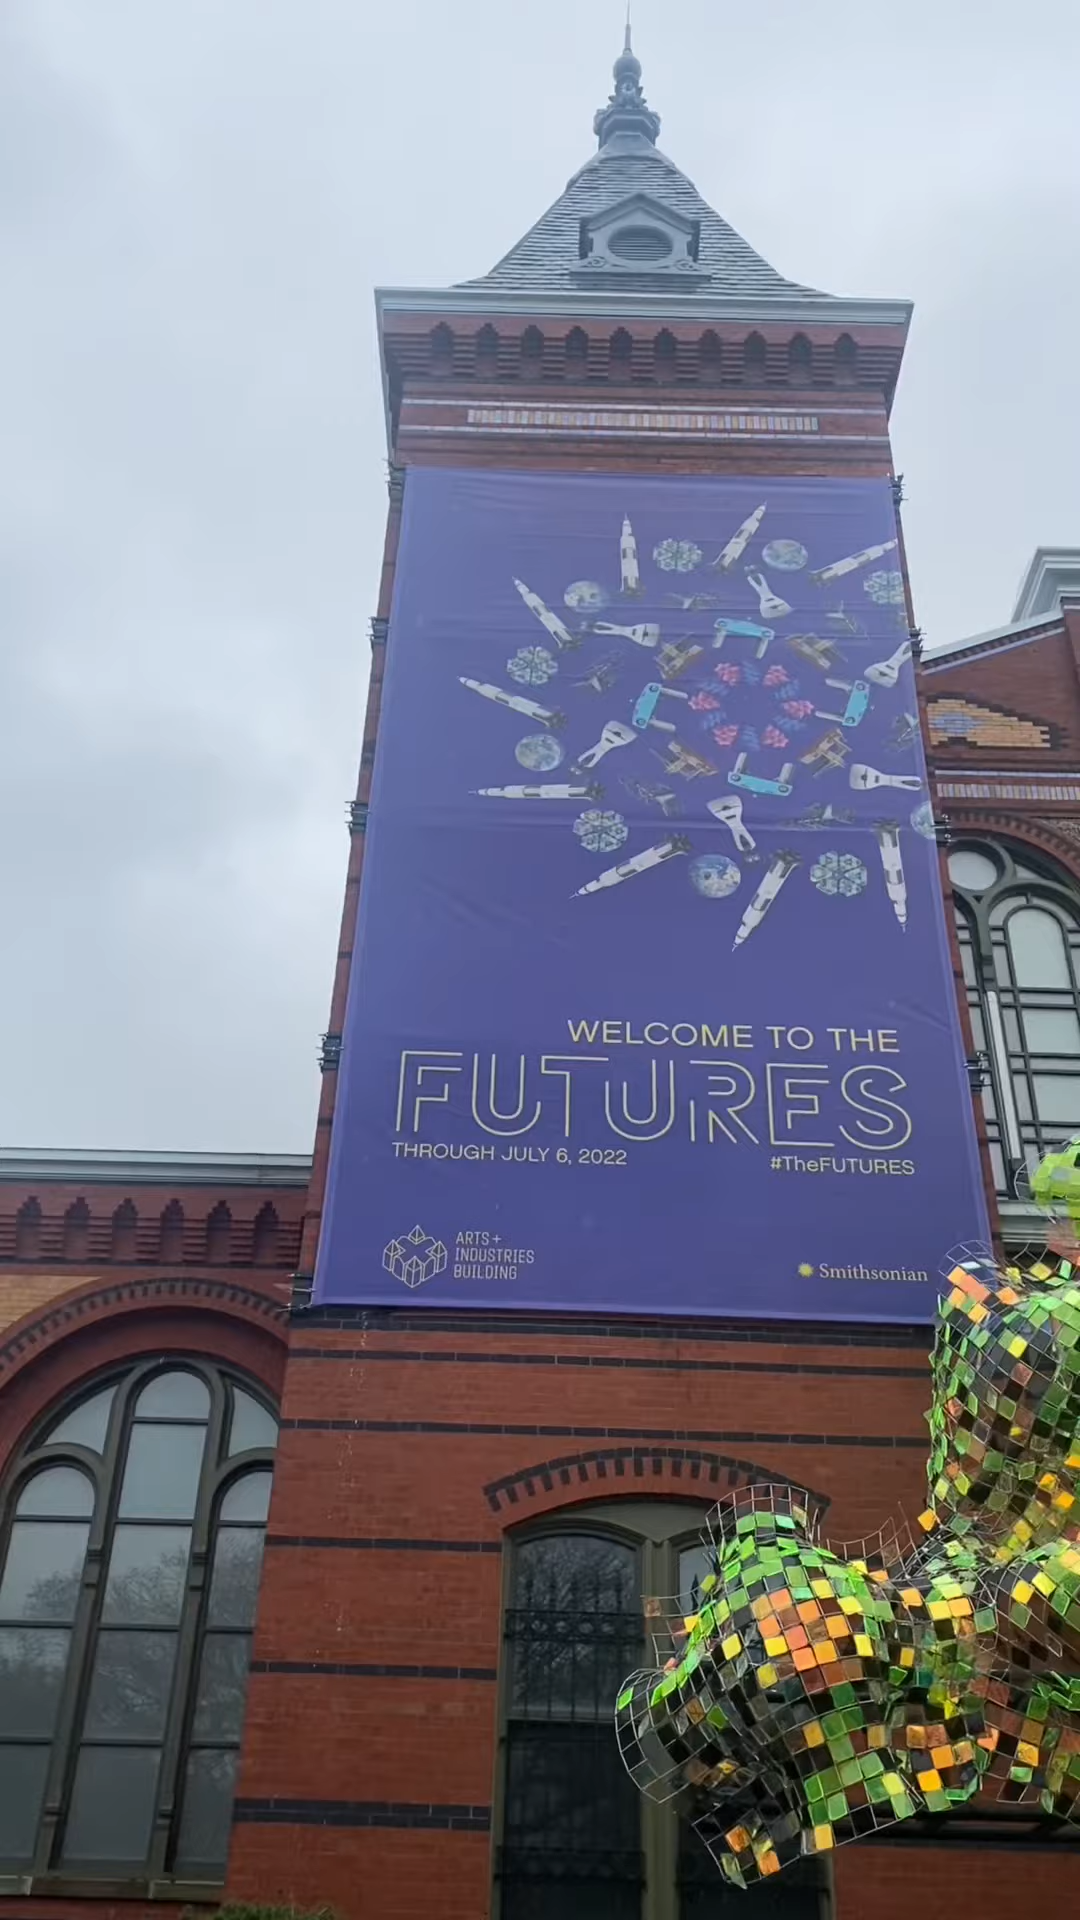 WELCOME TO THE
FUTURES
THROUGH JULY 6, 2022
#TheFUTURES
ARTS+
INDUSTRIES
BUILDING
Smithsonian